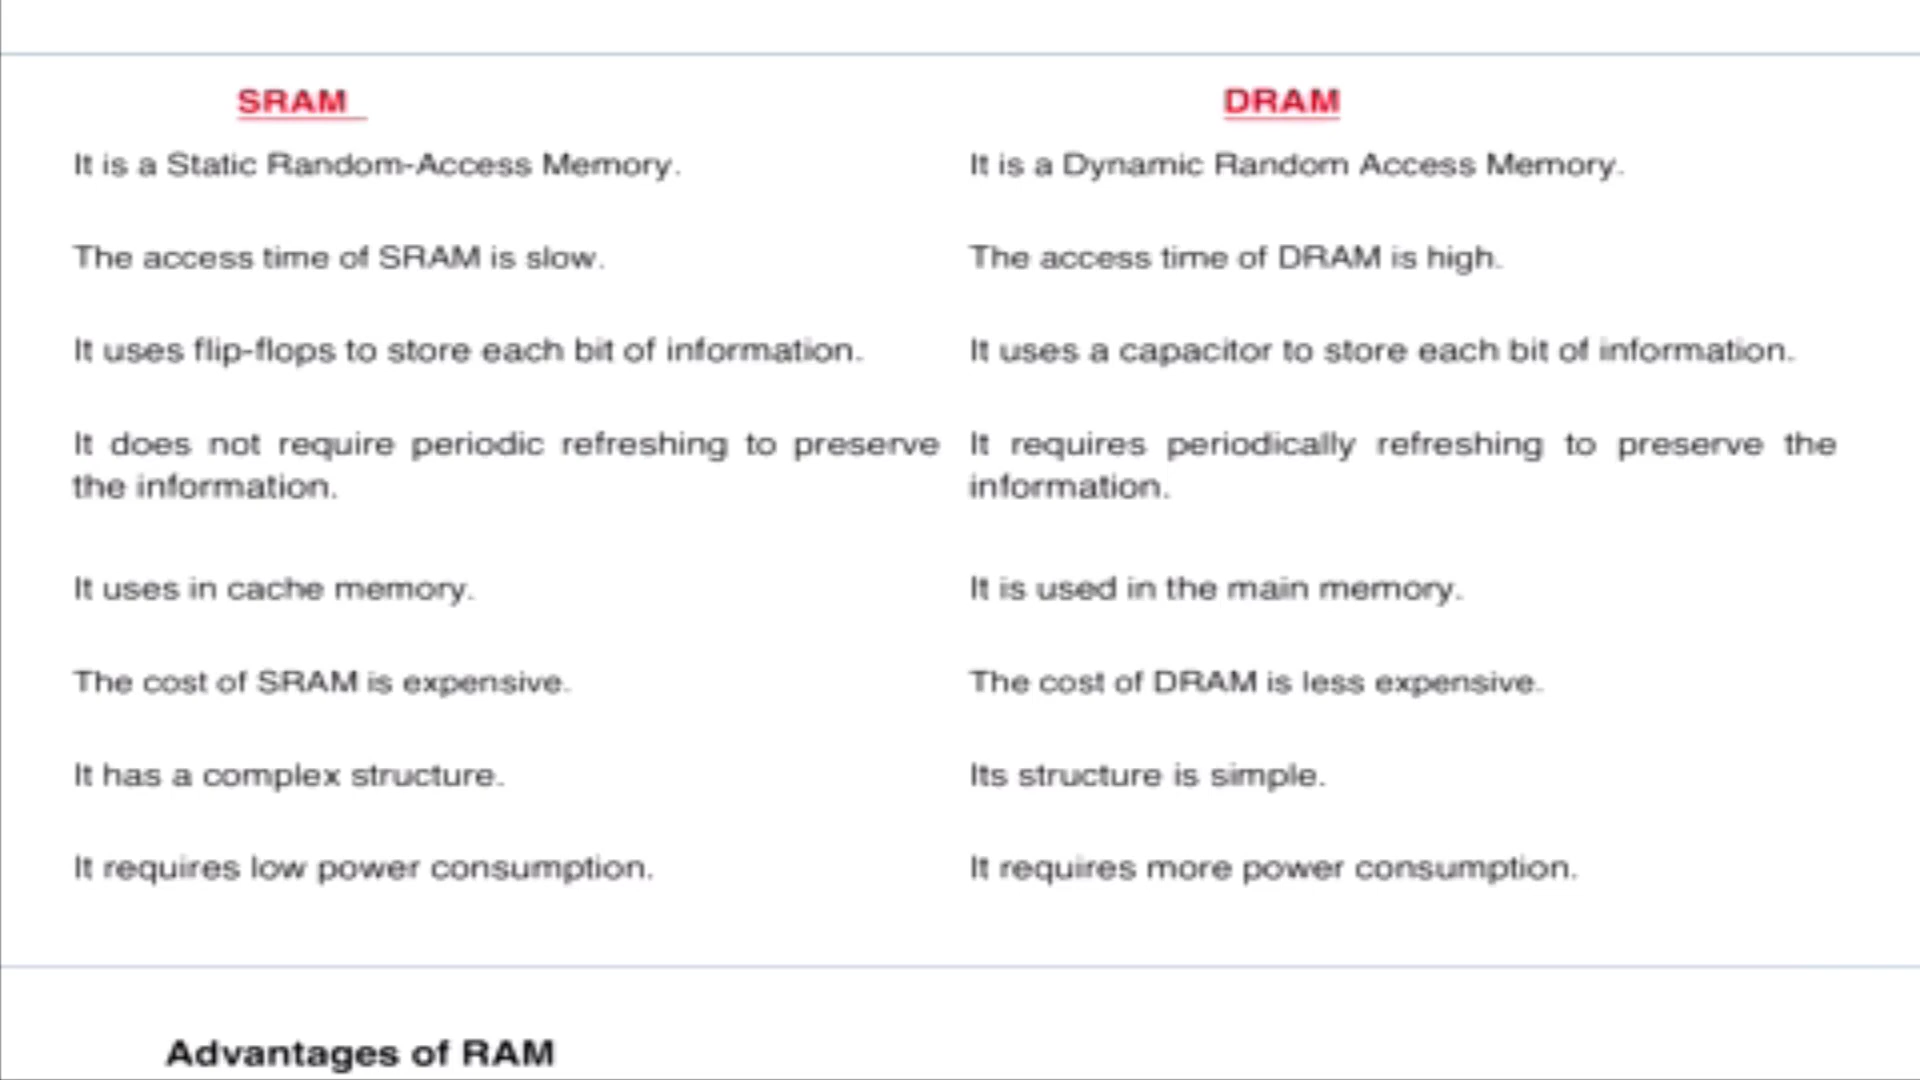 SRAM
DRAM
It is a Static Random-Access Memory.
It is a Dynamic Random Access Memory.
The access time of SRAM is slow.
The access time of DRAM is high.
It uses flip-flops to store each bit of information.
It uses a capacitor to store each bit of information.
It does not require periodic refreshing to preserve
the information.
It requires periodically refreshing to preserve the
information.
It uses in cache memory.
It is used in the main memory.
The cost of SRAM is expensive.
The cost of DRAM is less expensive.
It has a complex structure.
Its structure is simple.
It requires low power consumption.
It requires more power consumption.
Advantages of RAM